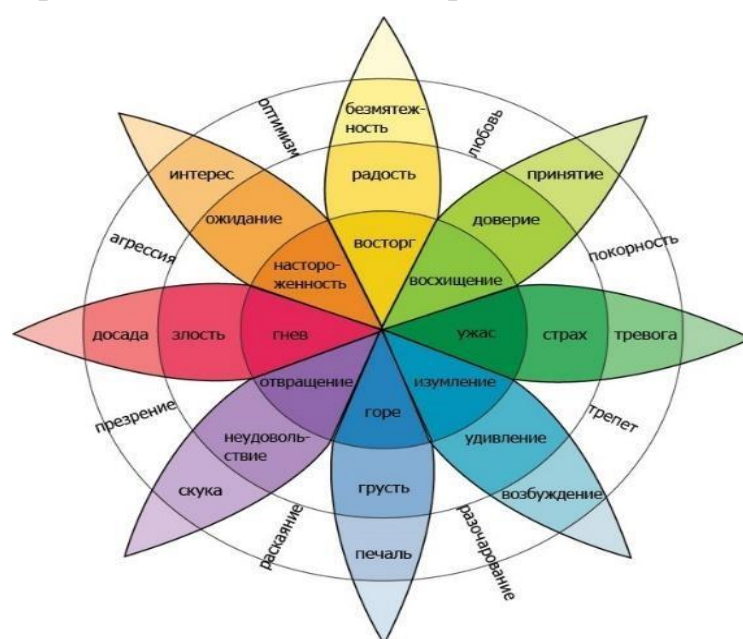 безмятеж-
ность
оптимизм
любовь
интерес
радость
принятие
ожидание
доверие
агрессия
восторг
покорность
насторо-
женность
восхищение
досада
злость
гнев
ужас
страх
тревога
отвращение
изумление
презрение
горе
трепет
неудоволь-
ствие
удивление
скука
грусть
возбуждение
раскаяние
печаль
разочарование